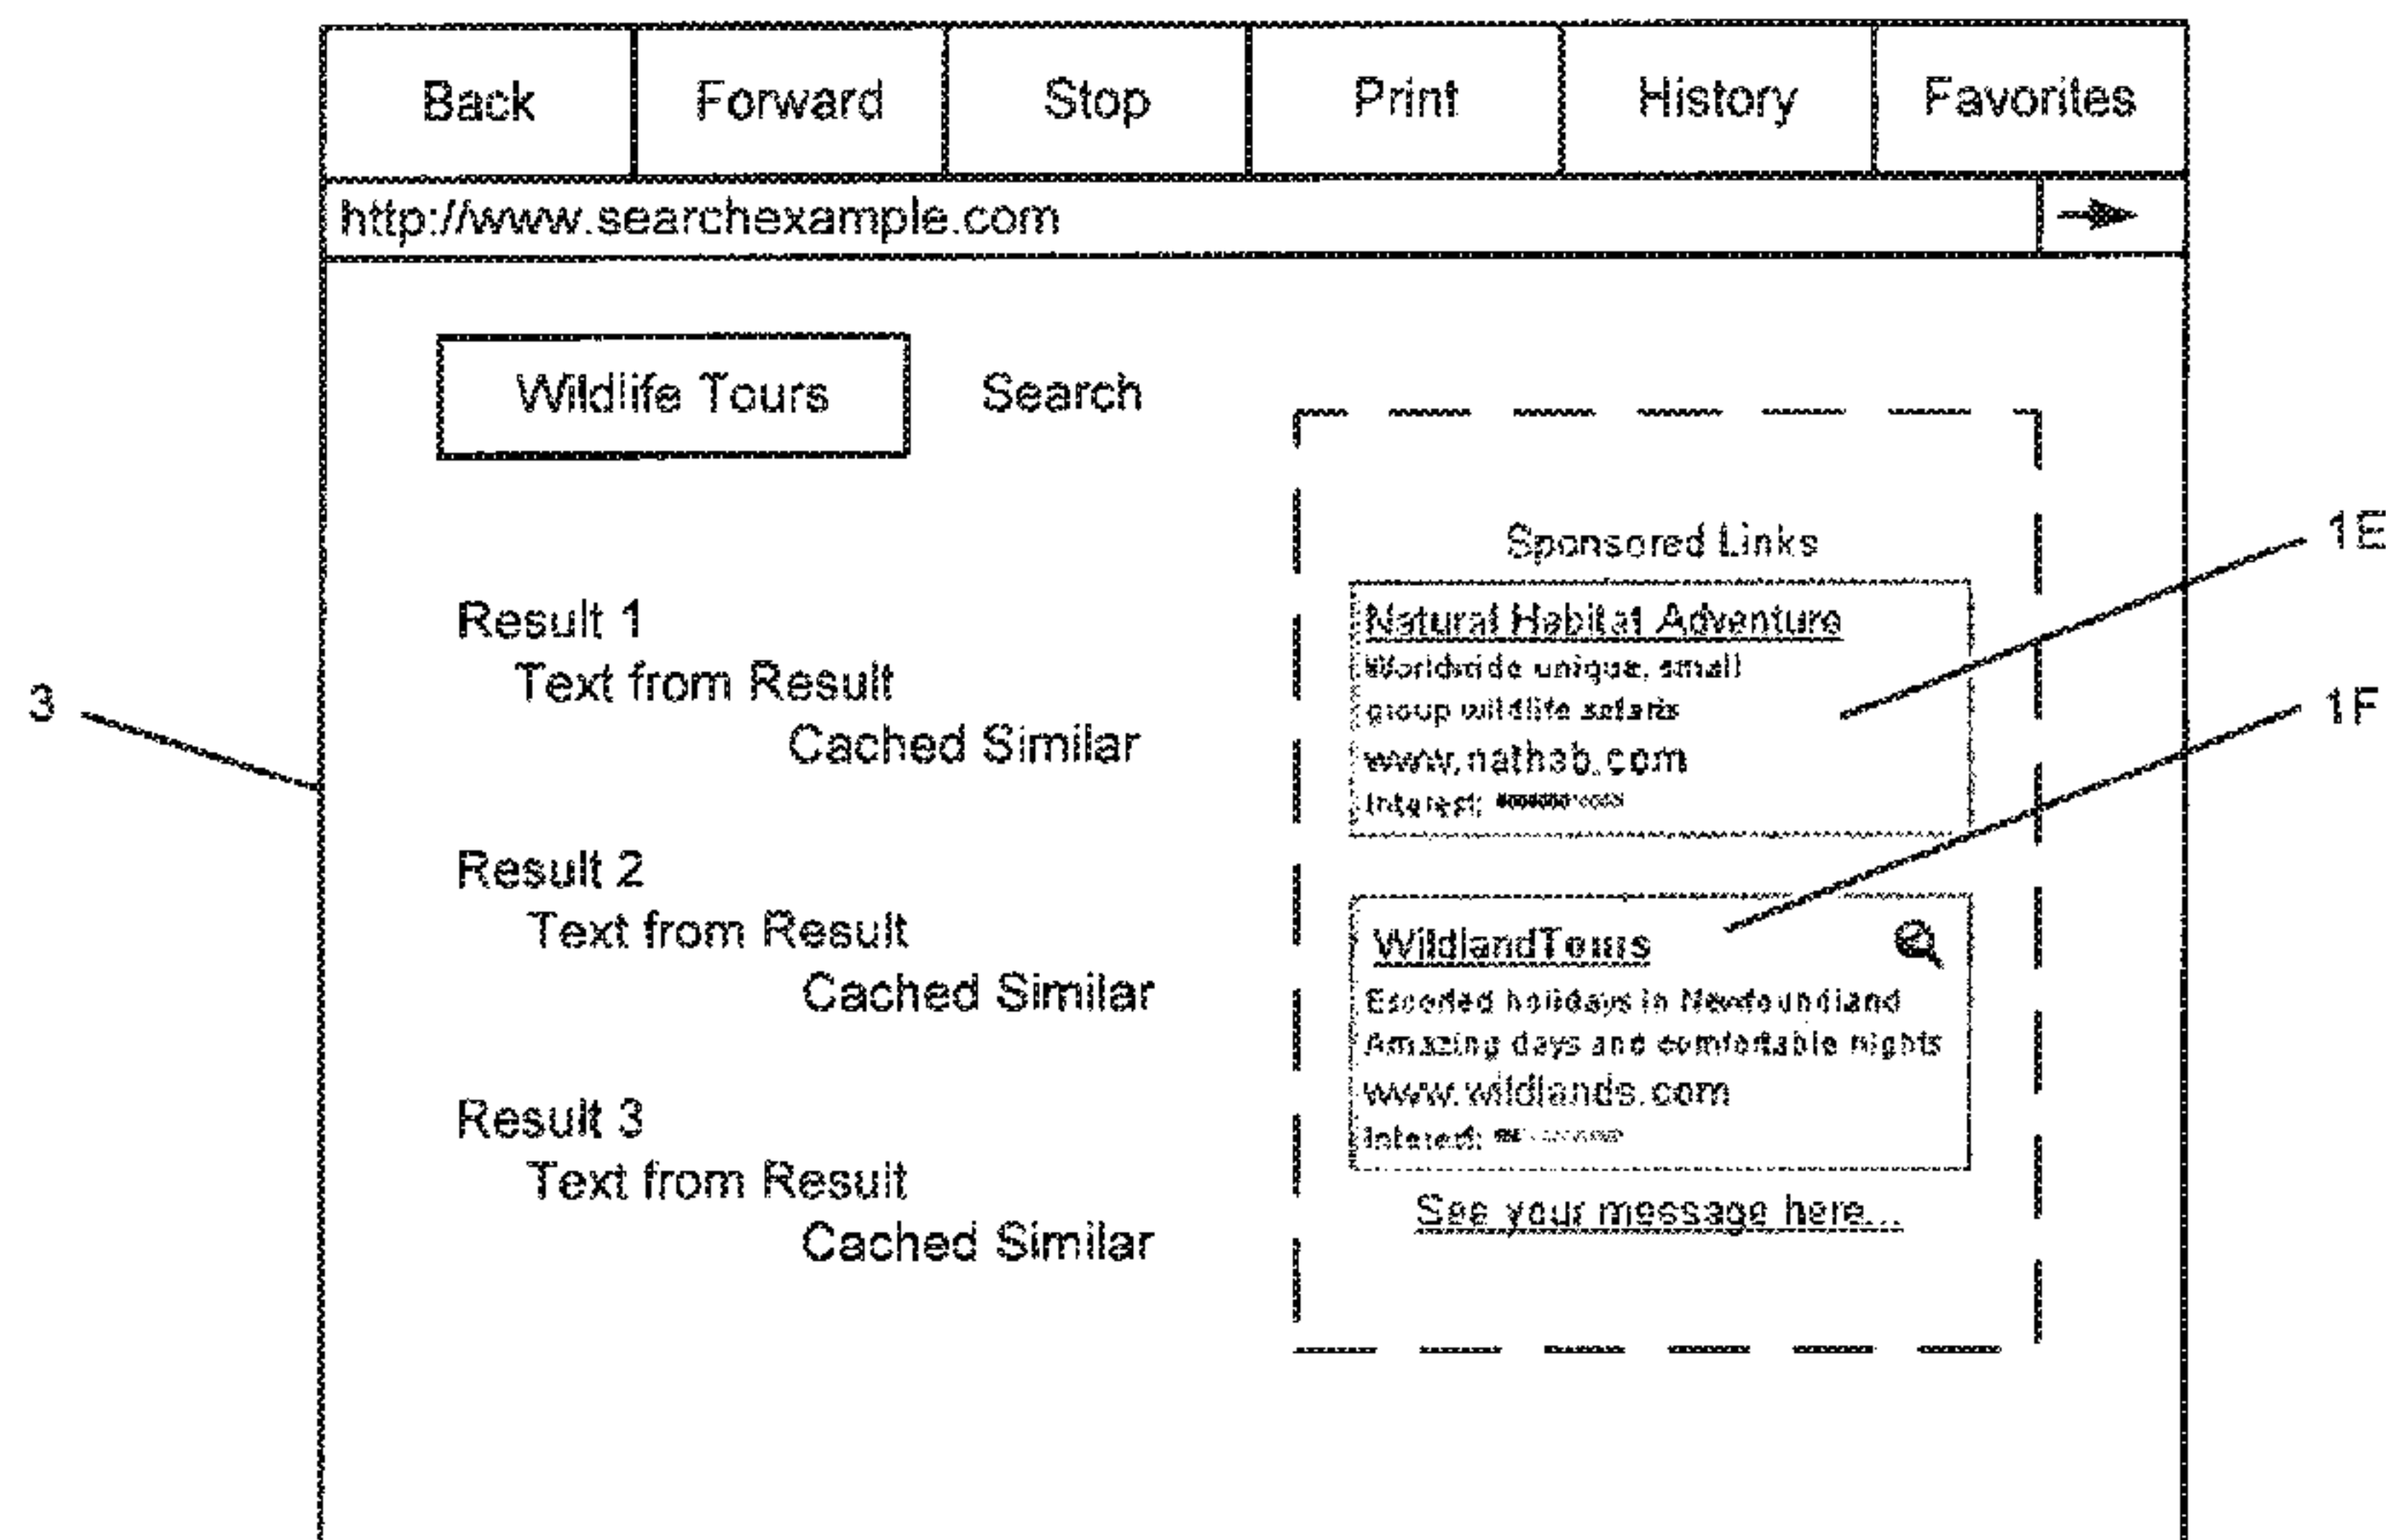 Back Forward Stop Print History Favorites
http://www.searchexample.com
Wildlife Tours Search
Result 1
Text from Result
Cached Similar
Result 2
Text from Result
Cached Similar
Result 3
Text from Result
Cached Similar
Sponsored Links
Natural Habitat Adventure
Worldwide unique, small
group wildlife safaris
www.nathab.com
Interest:
WildlandTours
Escorted holidays in Newfoundland
Amazing days and comfortable nights
www.wildlands.com
Interest:
See your message here...
3
1E
1F